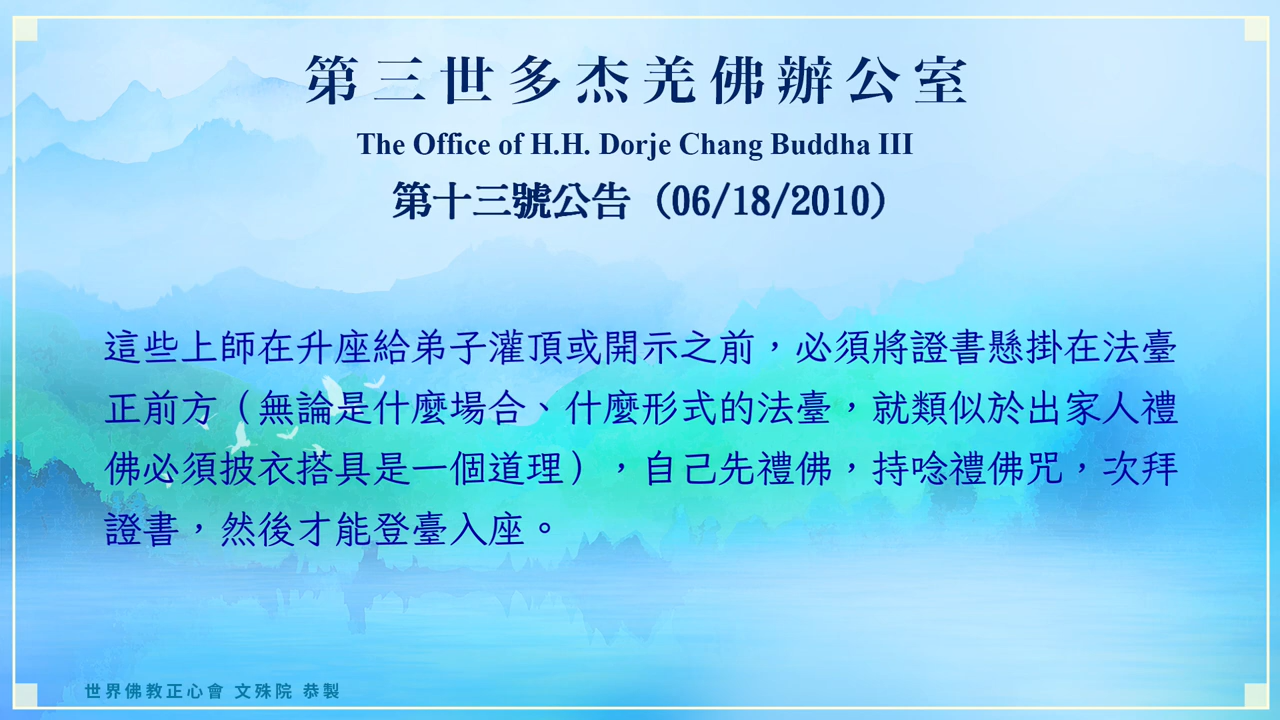 第三世多杰羌佛辦公室
The Office of H.H. Dorje Chang Buddha III
第十三號公告（06/18/2010）
這些上師在升座給弟子灌頂或開示之前，必須將證書懸掛在法臺
正前方（無論是什麼場合、什麼形式的法臺，就類似於出家人禮
佛必須披衣搭具是一個道理），自己先禮佛，持唸禮佛咒，次拜
證書，然後才能登臺入座。
世界佛教正心會 文殊院 恭製